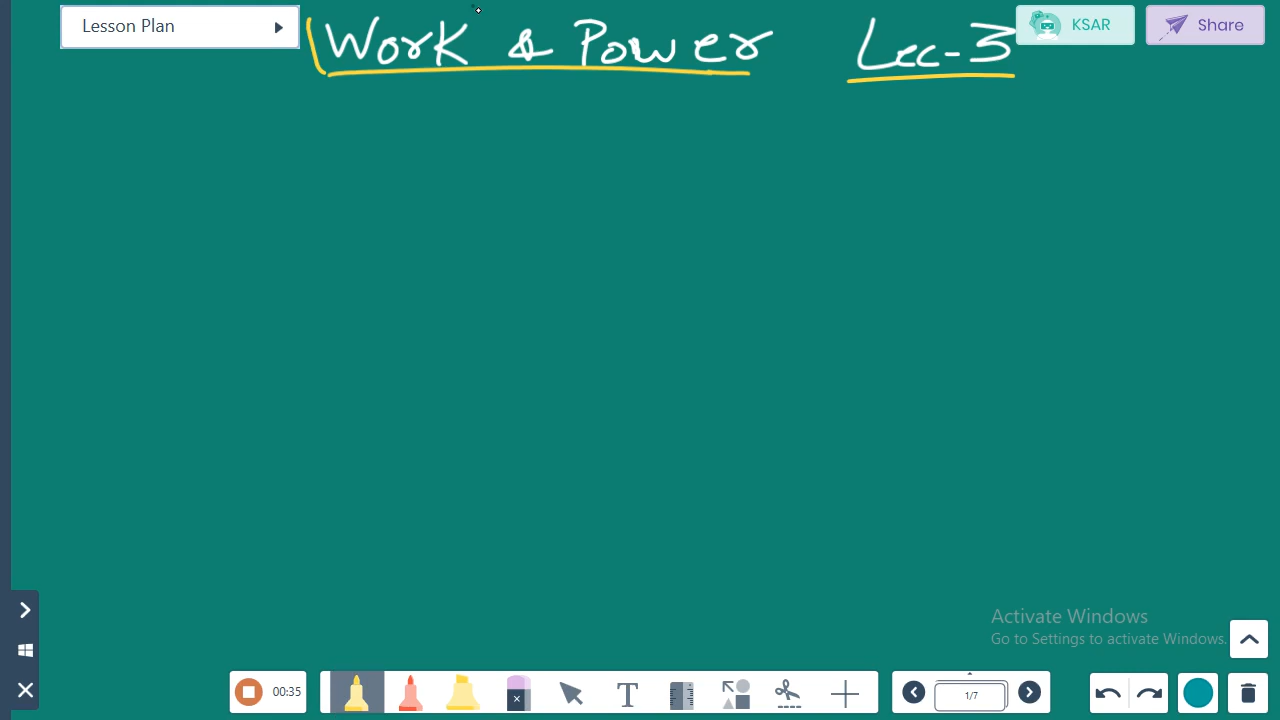 Lesson Plan
Work & Power Lec-3
KSAR
Share
Activate Windows
Go to Settings to activate Windows.
00:35
T
1/7